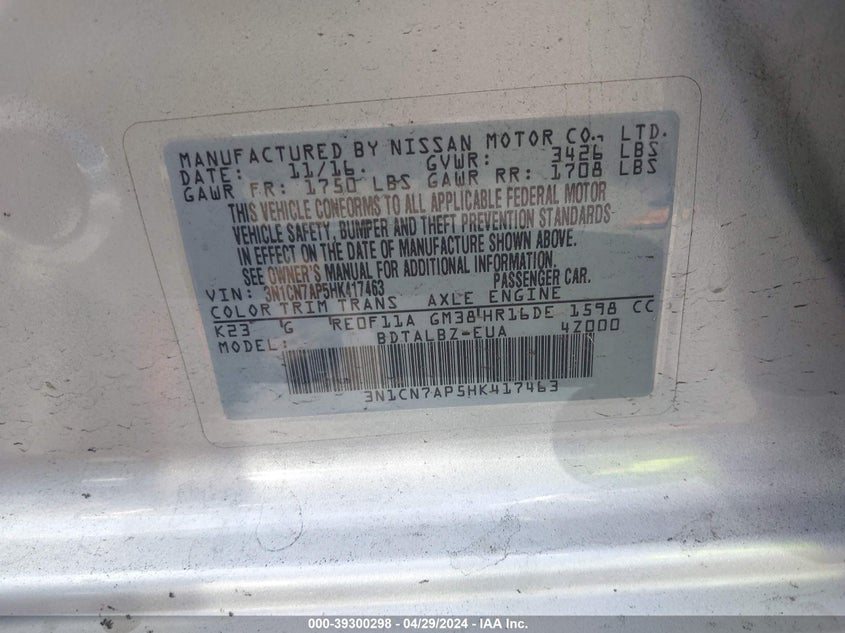 MANUFACTURED BY NISSAN MOTOR CO., LTD.
DATE: 11/16. GVWR: 3426 LBS
GAWR FR: 1750 LBS GAWR RR: 1708 LBS
THIS VEHICLE CONFORMS TO ALL APPLICABLE FEDERAL MOTOR
VEHICLE SAFETY, BUMPER AND THEFT PREVENTION STANDARDS
IN EFFECT ON THE DATE OF MANUFACTURE SHOWN ABOVE.
SEE OWNER'S MANUAL FOR ADDITIONAL INFORMATION.
VIN: 3N1CN7AP5HK417463 PASSENGER CAR.
COLOR TRIM TRANS AXLE ENGINE
K23 G RE0F11A GM38 HR16DE 1598 CC
MODEL: BDTALBZ-EUA 4Z000
3N1CN7AP5HK417463
000-39300298 - 04/29/2024 - IAA Inc.